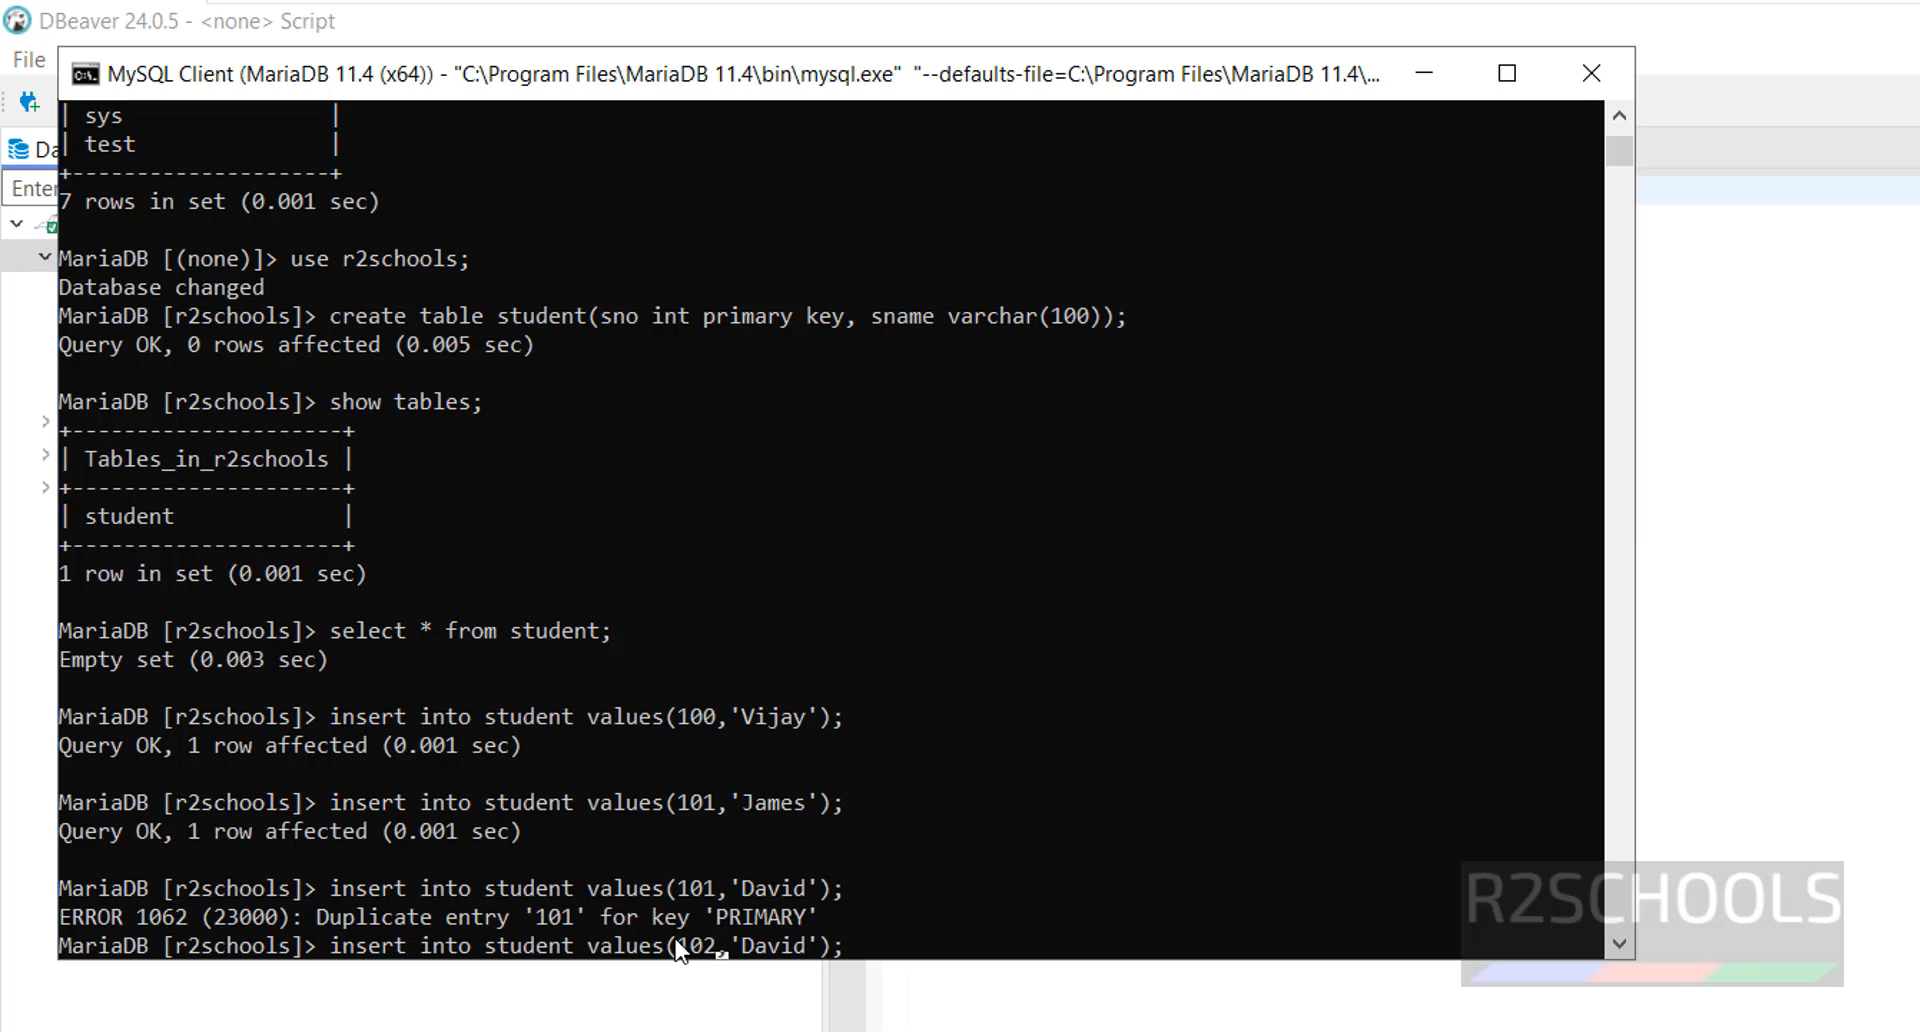 DBeaver 24.0.5 - <none> Script
File
MySQL Client (MariaDB 11.4 (x64)) - "C:\Program Files\MariaDB 11.4\bin\mysql.exe" "--defaults-file=C:\Program Files\MariaDB 11.4\...
Da
Enter
| sys                |
| test               |
+--------------------+
7 rows in set (0.001 sec)
MariaDB [(none)]> use r2schools;
Database changed
MariaDB [r2schools]> create table student(sno int primary key, sname varchar(100));
Query OK, 0 rows affected (0.005 sec)
MariaDB [r2schools]> show tables;
+---------------------+
| Tables_in_r2schools |
+---------------------+
| student             |
+---------------------+
1 row in set (0.001 sec)
MariaDB [r2schools]> select * from student;
Empty set (0.003 sec)
MariaDB [r2schools]> insert into student values(100,'Vijay');
Query OK, 1 row affected (0.001 sec)
MariaDB [r2schools]> insert into student values(101,'James');
Query OK, 1 row affected (0.001 sec)
MariaDB [r2schools]> insert into student values(101,'David');
ERROR 1062 (23000): Duplicate entry '101' for key 'PRIMARY'
MariaDB [r2schools]> insert into student values(102,'David');
R2SCHOOLS